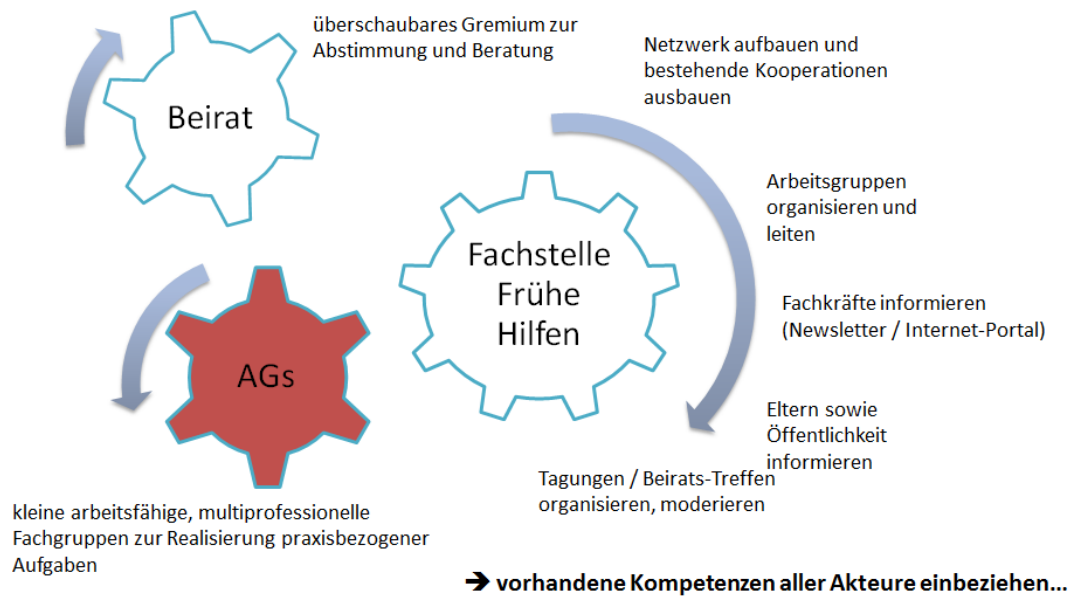 überschaubares Gremium zur
Abstimmung und Beratung
Beirat
Netzwerk aufbauen und
bestehende Kooperationen
ausbauen
Arbeitsgruppen
organisieren und
leiten
Fachstelle
Frühe
Hilfen
Fachkräfte informieren
(Newsletter / Internet-Portal)
AGs
Eltern sowie
Öffentlichkeit
informieren
Tagungen / Beirats-Treffen
organisieren, moderieren
kleine arbeitsfähige, multiprofessionelle
Fachgruppen zur Realisierung praxisbezogener
Aufgaben
➔ vorhandene Kompetenzen aller Akteure einbeziehen...